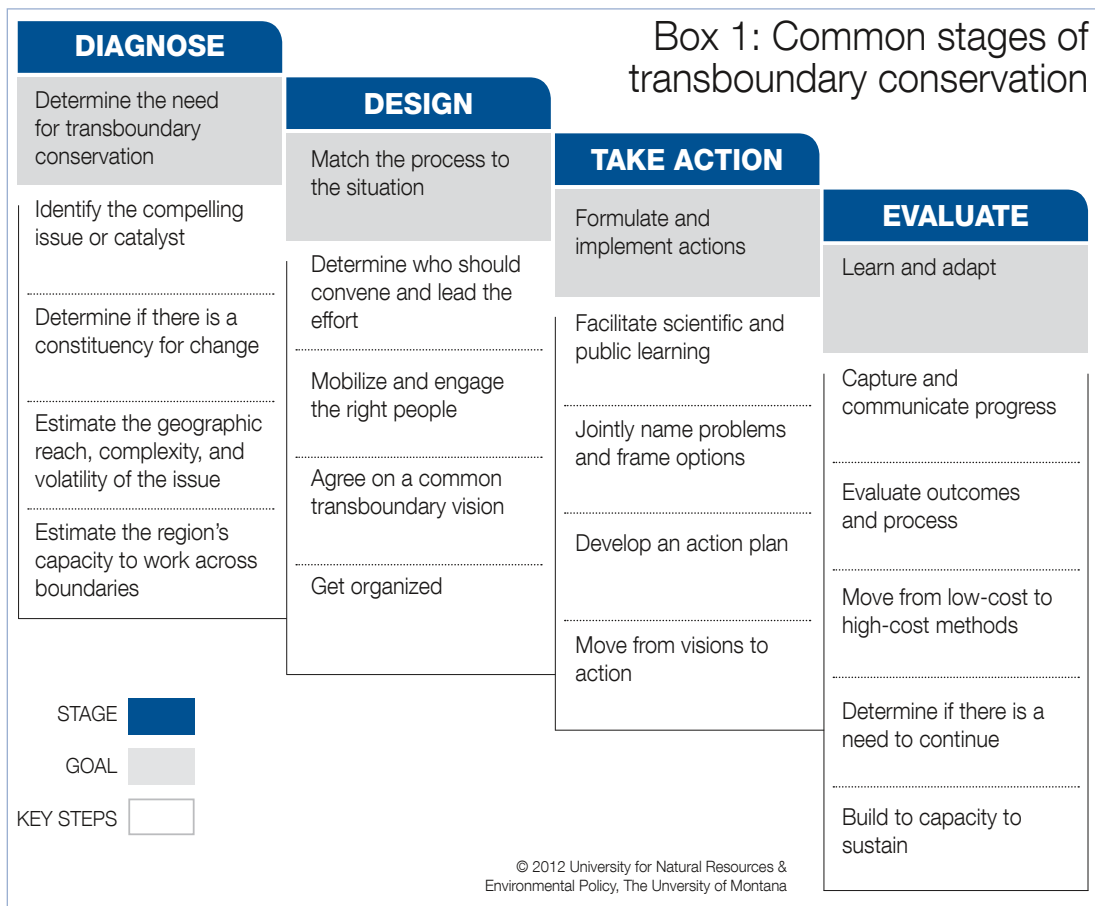 Box 1: Common stages of
transboundary conservation
DIAGNOSE
Determine the need
for transboundary
conservation
Identify the compelling
issue or catalyst
Determine if there is a
constituency for change
Estimate the geographic
reach, complexity, and
volatility of the issue
Estimate the region’s
capacity to work across
boundaries
DESIGN
Match the process to
the situation
Determine who should
convene and lead the
effort
Mobilize and engage
the right people
Agree on a common
transboundary vision
Get organized
TAKE ACTION
Formulate and
implement actions
Facilitate scientific and
public learning
Jointly name problems
and frame options
Develop an action plan
Move from visions to
action
EVALUATE
Learn and adapt
Capture and
communicate progress
Evaluate outcomes
and process
Move from low-cost to
high-cost methods
Determine if there is a
need to continue
Build to capacity to
sustain
STAGE
GOAL
KEY STEPS
© 2012 University for Natural Resources &
Environmental Policy, The Unversity of Montana